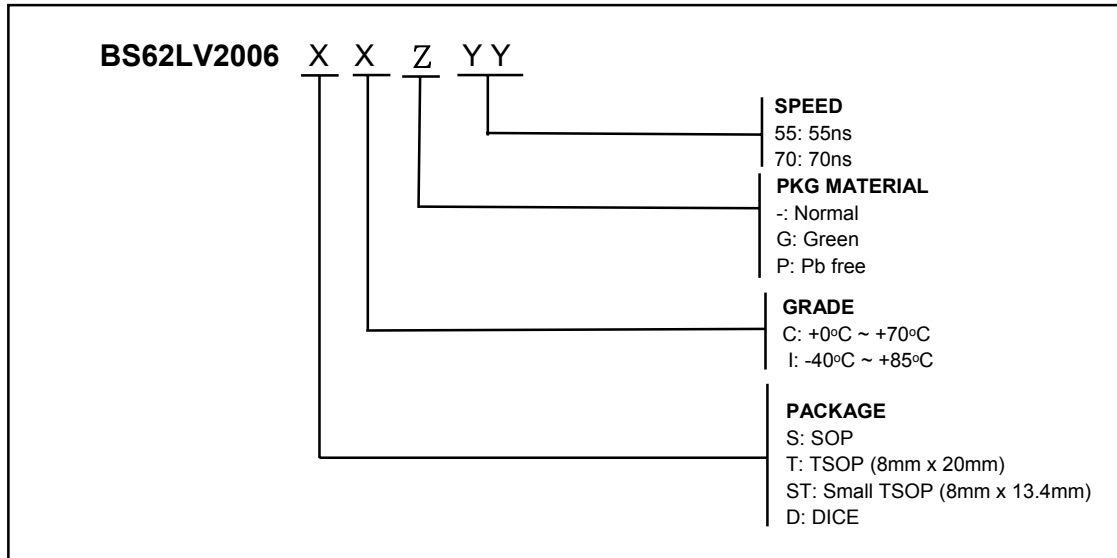 BS62LV2006 X X Z Y Y
SPEED
55: 55ns
70: 70ns
PKG MATERIAL
-: Normal
G: Green
P: Pb free
GRADE
C: +0ºC ~ +70ºC
I: -40ºC ~ +85ºC
PACKAGE
S: SOP
T: TSOP (8mm x 20mm)
ST: Small TSOP (8mm x 13.4mm)
D: DICE